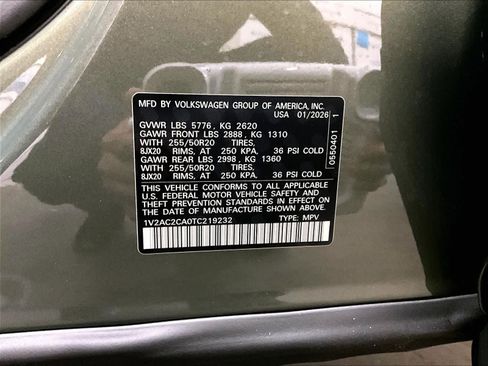 MFD BY VOLKSWAGEN GROUP OF AMERICA, INC.
USA 01/2026
GVWR LBS 5776, KG 2620
GAWR FRONT LBS 2888, KG 1310
WITH 255/50R20 TIRES,
8JX20 RIMS, AT 250 KPA, 36 PSI COLD
GAWR REAR LBS 2998, KG 1360
WITH 255/50R20 TIRES,
8JX20 RIMS, AT 250 KPA, 36 PSI COLD
THIS VEHICLE CONFORMS TO ALL APPLICABLE
U.S. FEDERAL MOTOR VEHICLE SAFETY AND
THEFT PREVENTION STANDARDS IN EFFECT ON
THE DATE OF MANUFACTURE SHOWN ABOVE.
1V2AC2CA0TC219232 TYPE: MPV
0550401 1